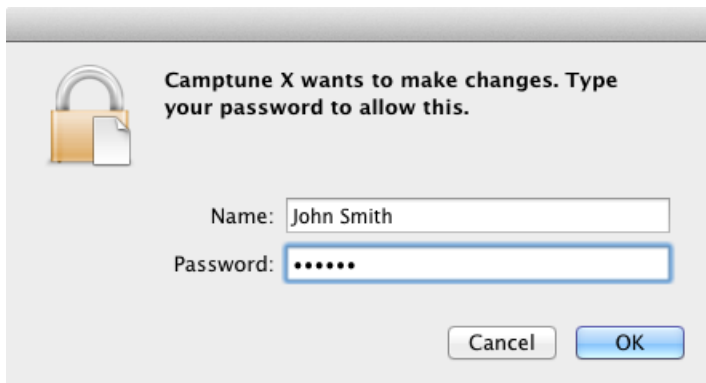 Camptune X wants to make changes. Type
your password to allow this.
Name: John Smith
Password: ••••••
Cancel OK